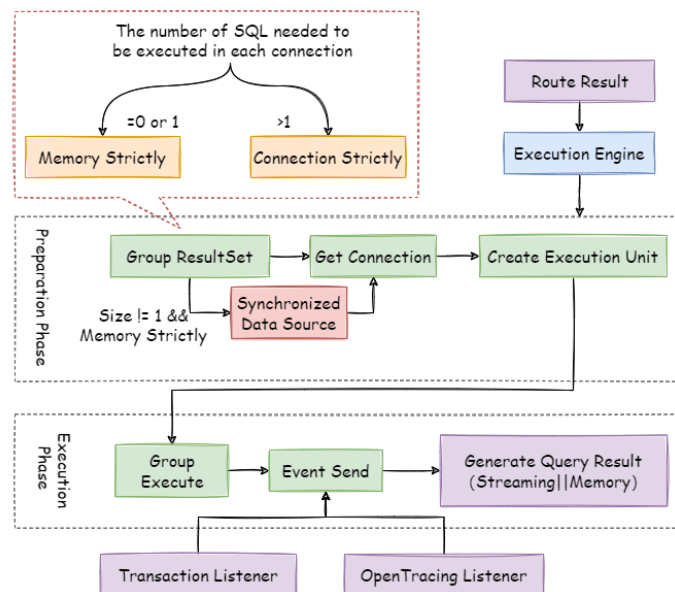 The number of SQL needed to
be executed in each connection
=0 or 1
>1
Memory Strictly
Connection Strictly
Route Result
Execution Engine
Preparation Phase
Group ResultSet
Get Connection
Create Execution Unit
Size != 1 &&
Memory Strictly
Synchronized
Data Source
Execution
Phase
Group
Execute
Event Send
Generate Query Result
(Streaming||Memory)
Transaction Listener
OpenTracing Listener